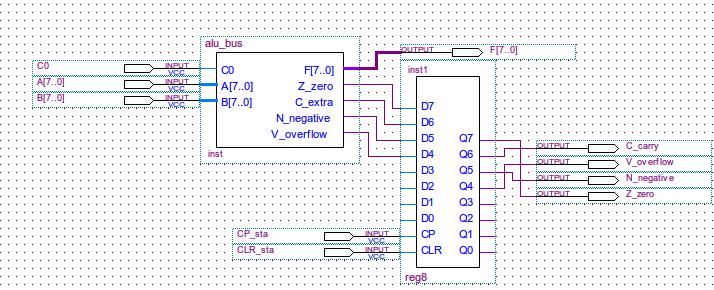 alu_bus
C0 INPUT VCC
A[7..0] INPUT VCC
B[7..0] INPUT VCC
C0 F[7..0]
A[7..0] Z_zero
B[7..0] C_extra
N_negative
V_overflow
inst
OUTPUT F[7..0]
inst1
D7
D6
D5 Q7
D4 Q6
D3 Q5
D2 Q4
D1 Q3
D0 Q2
CP Q1
CLR Q0
reg8
OUTPUT C_carry
OUTPUT V_overflow
OUTPUT N_negative
OUTPUT Z_zero
CP_sta INPUT VCC
CLR_sta INPUT VCC